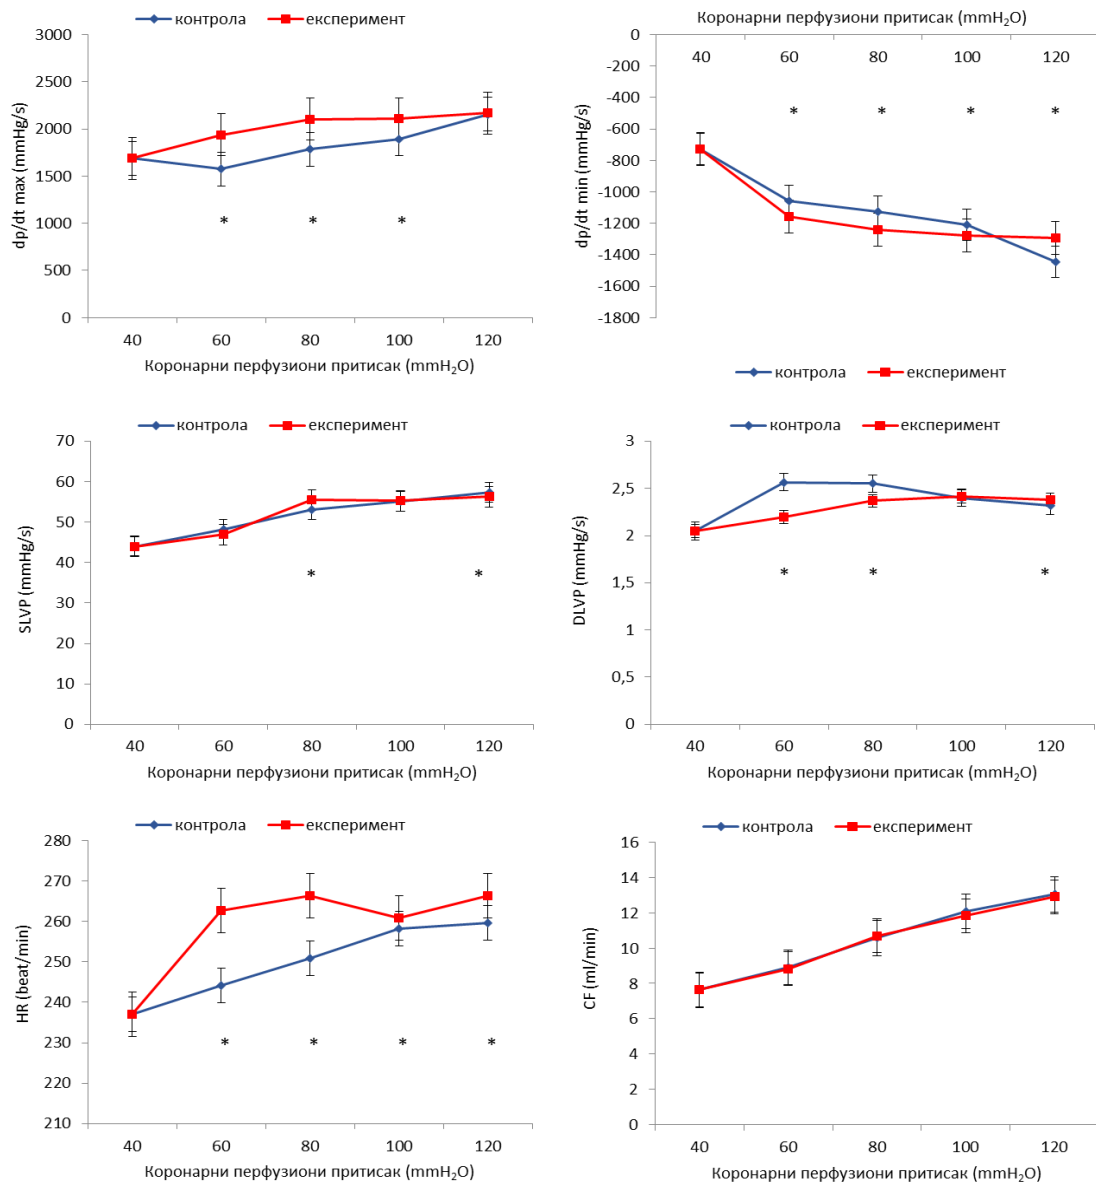 контрола експеримент
3000
2500
2000
1500
1000
500
0
dp/dt max (mmHg/s)
* * *
40 60 80 100 120
Коронарни перфузиони притисак (mmH₂O)
Коронарни перфузиони притисак (mmH₂O)
0
-200
-400
-600
-800
-1000
-1200
-1400
-1600
-1800
dp/dt min (mmHg/s)
40 60 80 100 120
* * * *
контрола експеримент
контрола експеримент
70
60
50
40
30
20
10
0
SLVP (mmHg/s)
* *
40 60 80 100 120
Коронарни перфузиони притисак (mmH₂O)
контрола експеримент
3
2,5
2
1,5
1
0,5
0
DLVP (mmHg/s)
* * *
40 60 80 100 120
Коронарни перфузиони притисак (mmH₂O)
контрола експеримент
280
270
260
250
240
230
220
210
HR (beat/min)
* * * *
40 60 80 100 120
Коронарни перфузиони притисак (mmH₂O)
контрола експеримент
16
14
12
10
8
6
4
2
0
CF (ml/min)
40 60 80 100 120
Коронарни перфузиони притисак (mmH₂O)